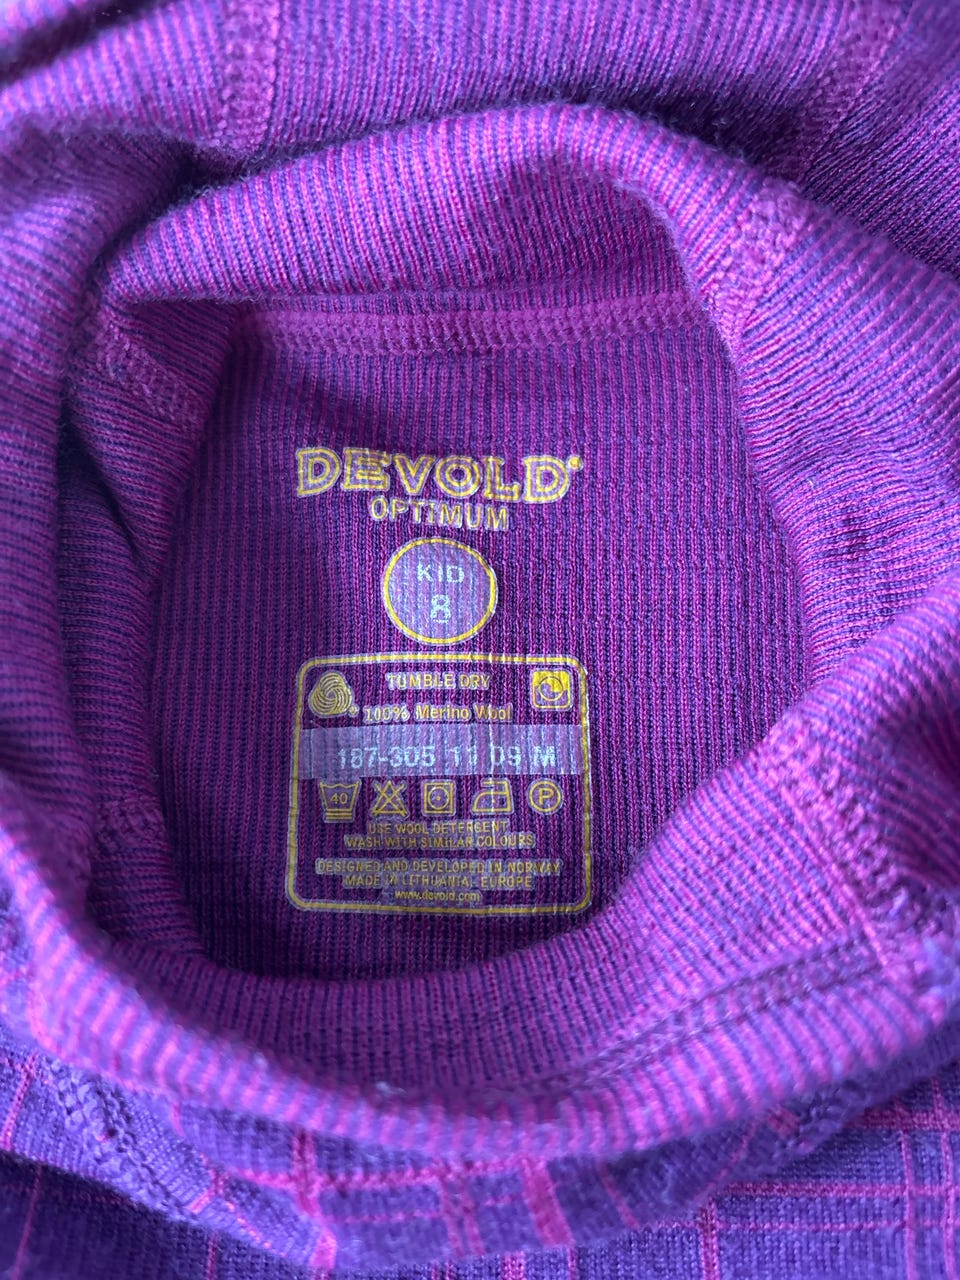 DEVOLD®
OPTIMUM
KID
8
TUMBLE DRY
100% Merino Wool
187-305 11 09 M
40
P
USE WOOL DETERGENT
WASH WITH SIMILAR COLOURS
DESIGNED AND DEVELOPED IN NORWAY
MADE IN LITHUANIA, EUROPE
www.devold.com